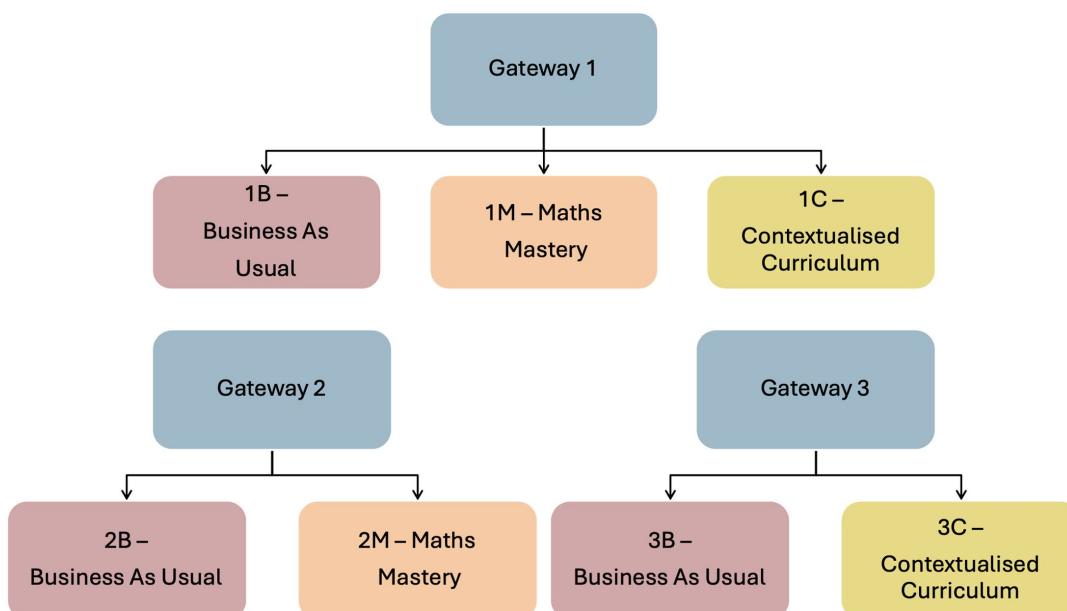 Gateway 1
1B –
Business As
Usual
1M – Maths
Mastery
1C –
Contextualised
Curriculum
Gateway 2
Gateway 3
2B –
Business As Usual
2M – Maths
Mastery
3B –
Business As Usual
3C –
Contextualised
Curriculum